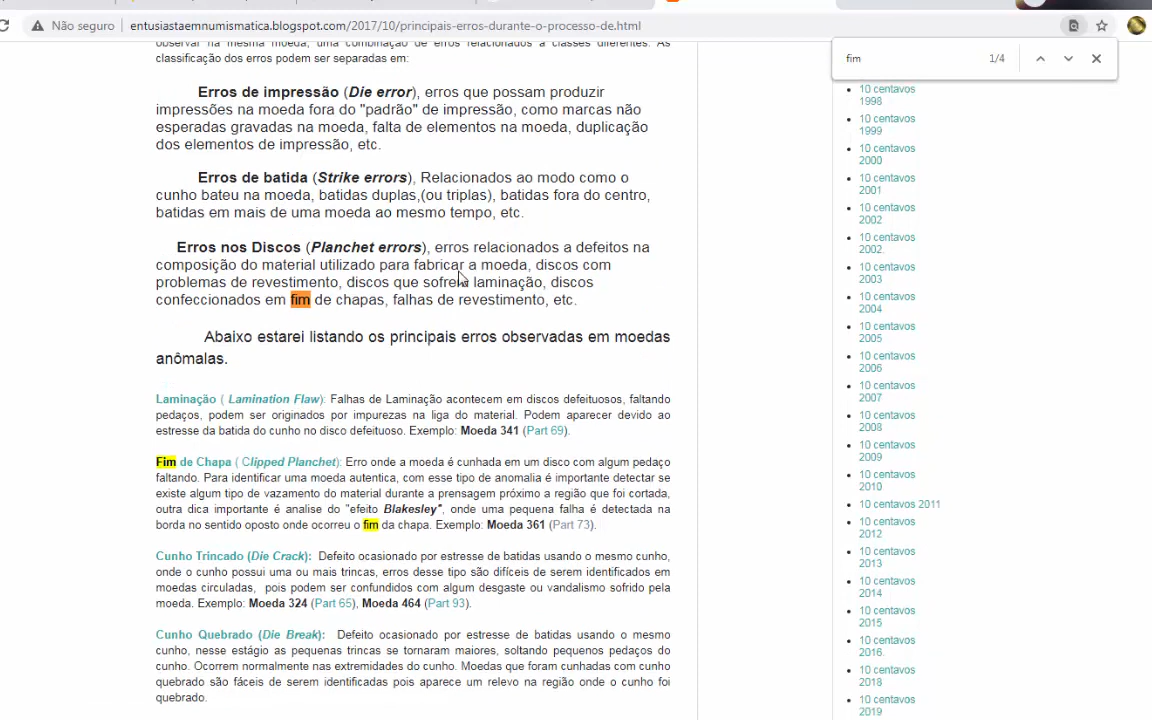 Não seguro
entusiastaemnumismatica.blogspot.com/2017/10/principais-erros-durante-o-processo-de.html
fim
1/4
observar na mesma moeda, uma combinação de erros relacionados a classes diferentes. As
classificação dos erros podem ser separadas em:
Erros de impressão (Die error), erros que possam produzir
impressões na moeda fora do "padrão" de impressão, como marcas não
esperadas gravadas na moeda, falta de elementos na moeda, duplicação
dos elementos de impressão, etc.
Erros de batida (Strike errors), Relacionados ao modo como o
cunho bateu na moeda, batidas duplas,(ou triplas), batidas fora do centro,
batidas em mais de uma moeda ao mesmo tempo, etc.
Erros nos Discos (Planchet errors), erros relacionados a defeitos na
composição do material utilizado para fabricar a moeda, discos com
problemas de revestimento, discos que sofrem laminação, discos
confeccionados em fim de chapas, falhas de revestimento, etc.
Abaixo estarei listando os principais erros observadas em moedas
anômalas.
Laminação ( Lamination Flaw): Falhas de Laminação acontecem em discos defeituosos, faltando
pedaços, podem ser originados por impurezas na liga do material. Podem aparecer devido ao
estresse da batida do cunho no disco defeituoso. Exemplo: Moeda 341 (Part 69).
Fim de Chapa ( Clipped Planchet): Erro onde a moeda é cunhada em um disco com algum pedaço
faltando. Para identificar uma moeda autentica, com esse tipo de anomalia é importante detectar se
existe algum tipo de vazamento do material durante a prensagem próximo a região que foi cortada,
outra dica importante é analise do "efeito Blakesley", onde uma pequena falha é detectada na
borda no sentido oposto onde ocorreu o fim da chapa. Exemplo: Moeda 361 (Part 73).
Cunho Trincado (Die Crack): Defeito ocasionado por estresse de batidas usando o mesmo cunho,
onde o cunho possui uma ou mais trincas, erros desse tipo são difíceis de serem identificados em
moedas circuladas, pois podem ser confundidos com algum desgaste ou vandalismo sofrido pela
moeda. Exemplo: Moeda 324 (Part 65), Moeda 464 (Part 93).
Cunho Quebrado (Die Break): Defeito ocasionado por estresse de batidas usando o mesmo
cunho, nesse estágio as pequenas trincas se tornaram maiores, soltando pequenos pedaços do
cunho. Ocorrem normalmente nas extremidades do cunho. Moedas que foram cunhadas com cunho
quebrado são fáceis de serem identificadas pois aparece um relevo na região onde o cunho foi
quebrado.
10 centavos
1998
10 centavos
1999
10 centavos
2000
10 centavos
2001
10 centavos
2002
10 centavos
2002
10 centavos
2003
10 centavos
2004
10 centavos
2005
10 centavos
2006
10 centavos
2007
10 centavos
2008
10 centavos
2009
10 centavos
2010
10 centavos 2011
10 centavos
2012
10 centavos
2013
10 centavos
2014
10 centavos
2015
10 centavos
2016
10 centavos
2018
10 centavos
2019